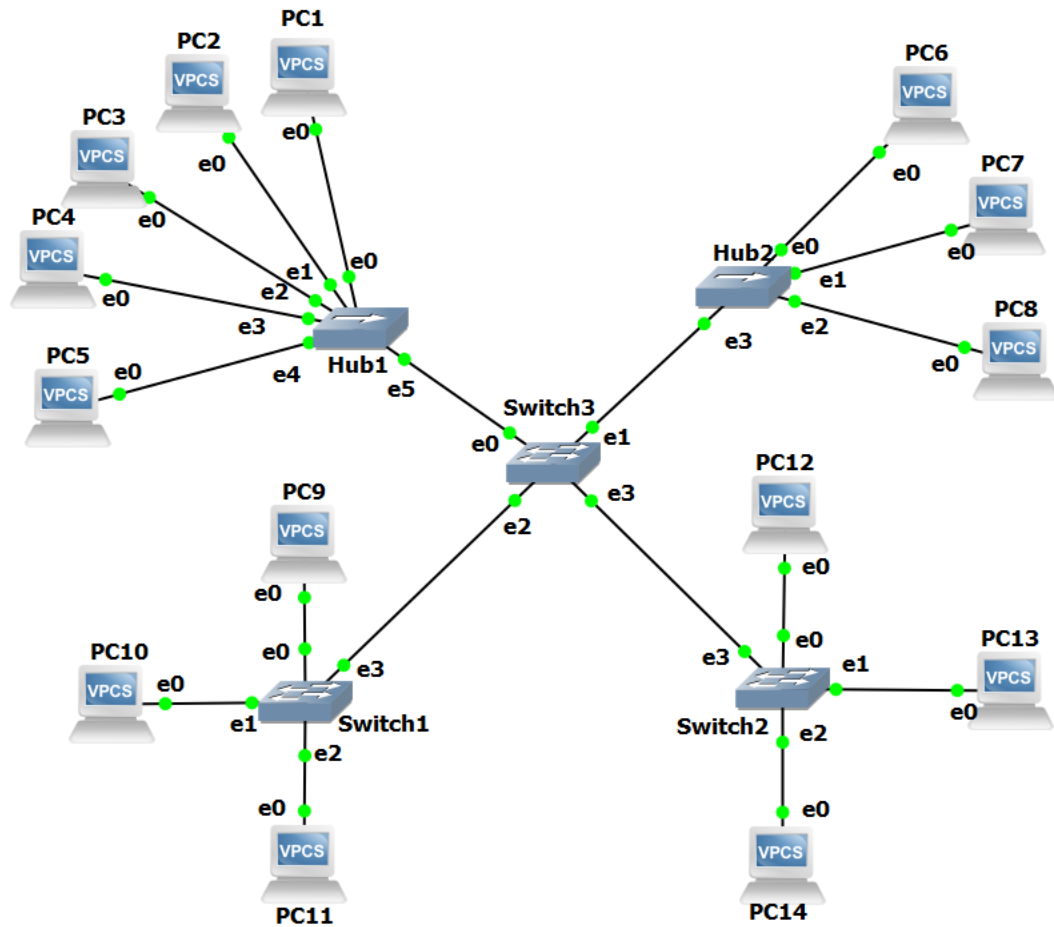 PC1
PC2
PC6
VPCS
VPCS
VPCS
PC3
e0
e0
e0
VPCS
PC7
VPCS
e0
PC4
e0
e0
Hub2
VPCS
e0
e1
e0
e1
e2
e0
e3
e2
PC8
e3
VPCS
PC5
Hub1
e0
e0
e4
e5
VPCS
Switch3
e0
e1
PC12
PC9
e3
e2
VPCS
VPCS
e0
e0
e0
e0
PC10
e3
e3
e1
PC13
e0
VPCS
VPCS
e1
Switch1
Switch2
e0
e2
e2
e0
e0
VPCS
VPCS
PC11
PC14